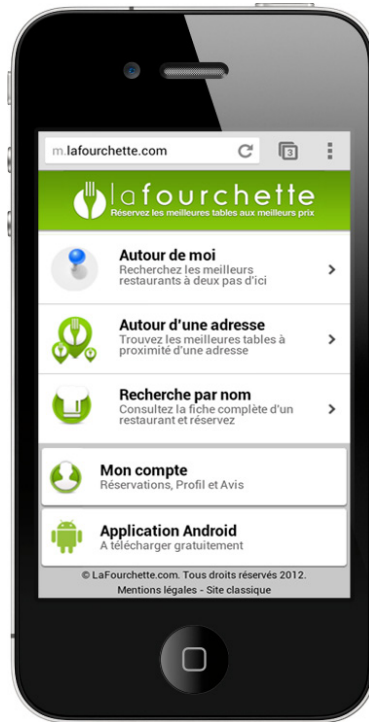 m.lafourchette.com
3
lafourchette
Réservez les meilleures tables aux meilleurs prix
Autour de moi
Recherchez les meilleurs
restaurants à deux pas d'ici
Autour d'une adresse
Trouvez les meilleures tables à
proximité d'une adresse
Recherche par nom
Consultez la fiche complète d'un
restaurant et réservez
Mon compte
Réservations, Profil et Avis
Application Android
A télécharger gratuitement
© LaFourchette.com. Tous droits réservés 2012.
Mentions légales - Site classique